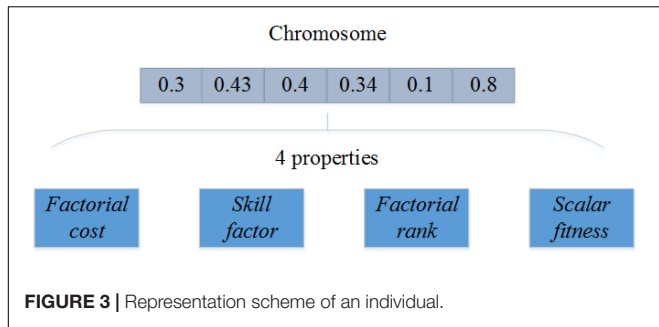 Chromosome
0.3 0.43 0.4 0.34 0.1 0.8
4 properties
Factorial cost Skill factor Factorial rank Scalar fitness
FIGURE 3 | Representation scheme of an individual.